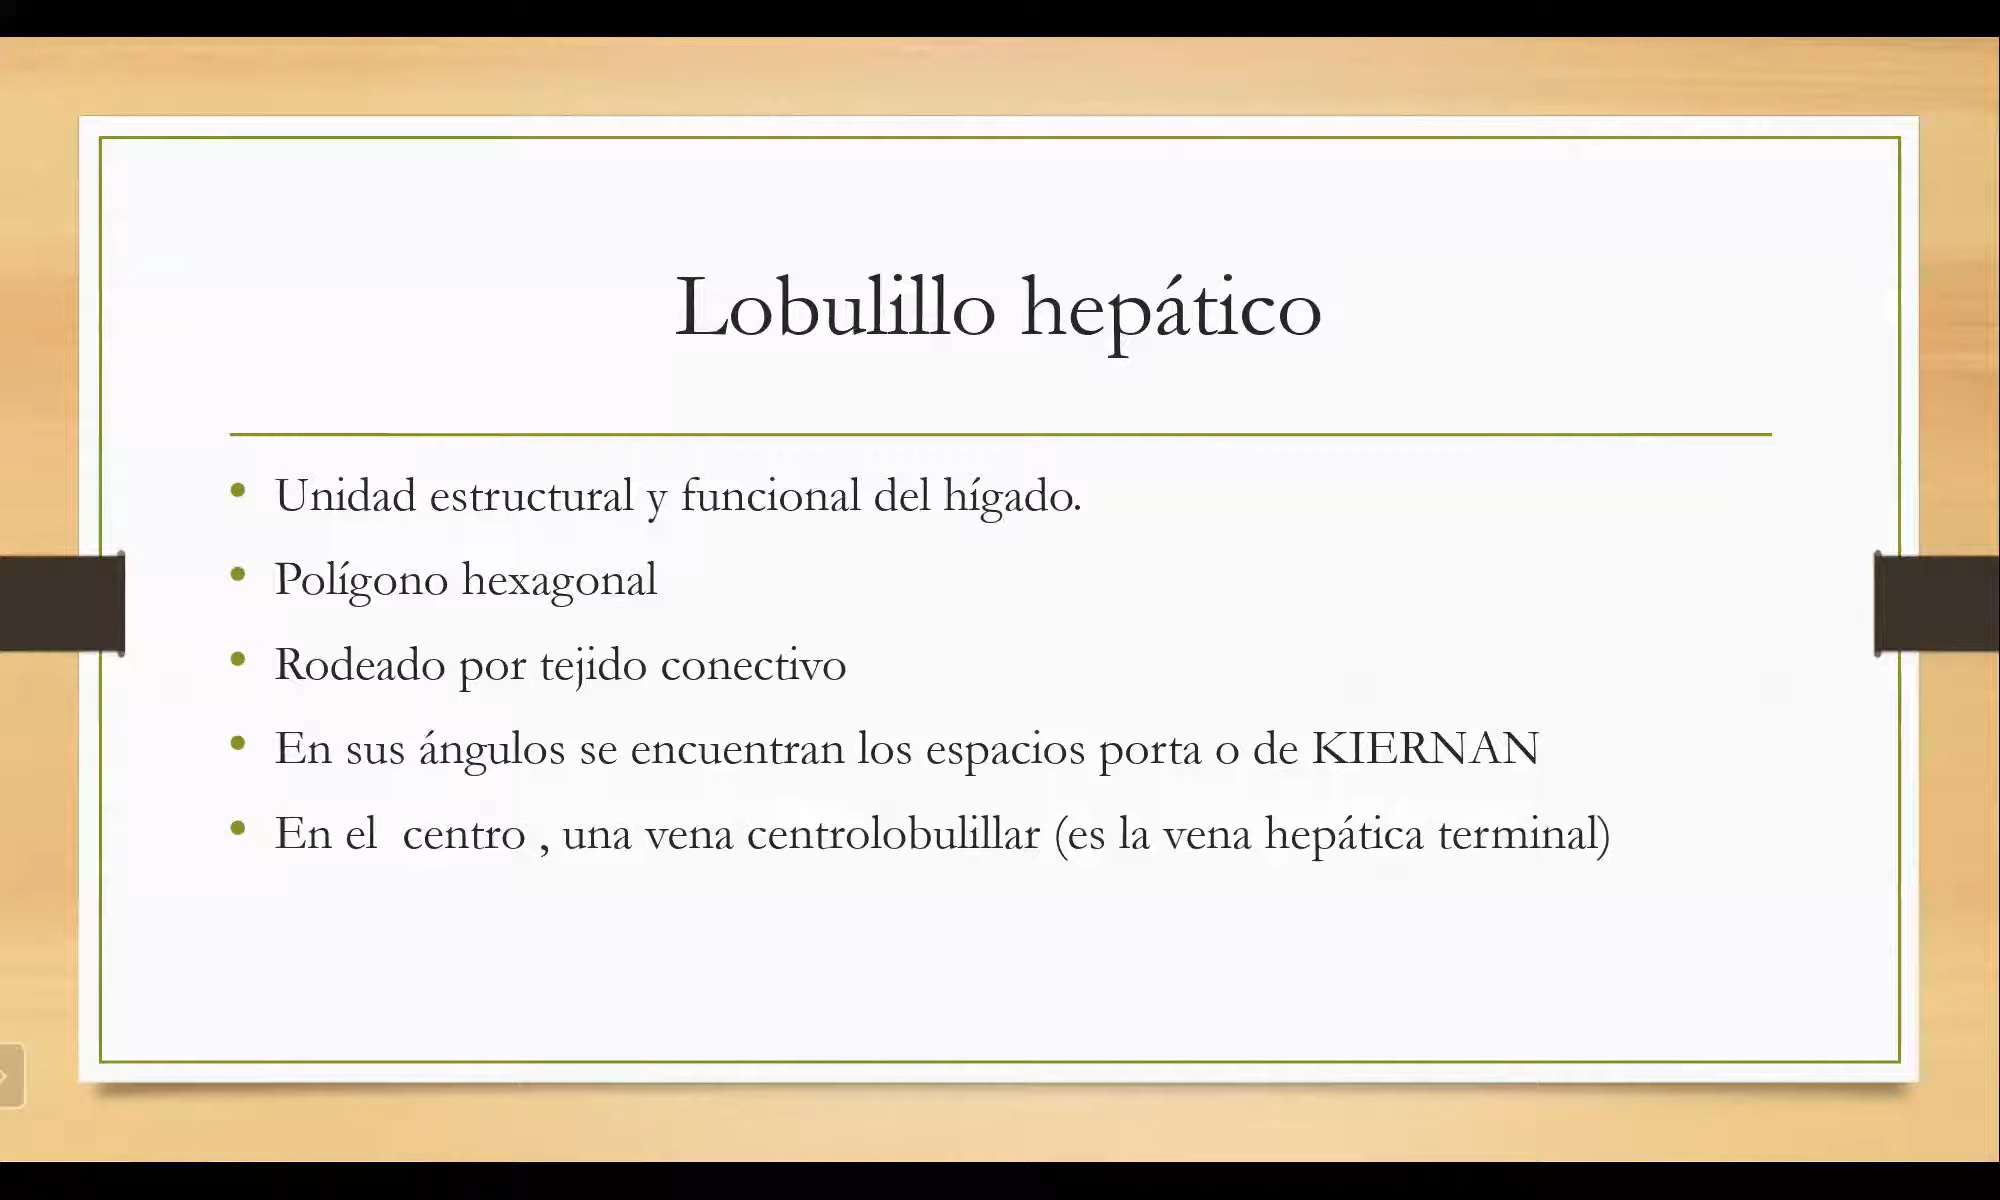 Lobulillo hepático
• Unidad estructural y funcional del hígado.
• Polígono hexagonal
• Rodeado por tejido conectivo
• En sus ángulos se encuentran los espacios porta o de KIERNAN
• En el  centro , una vena centrolobulillar (es la vena hepática terminal)